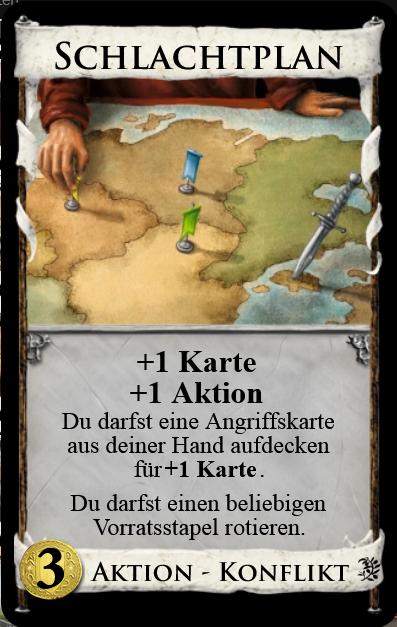 SCHLACHTPLAN
+1 Karte
+1 Aktion
Du darfst eine Angriffskarte
aus deiner Hand aufdecken
für +1 Karte.
Du darfst einen beliebigen
Vorratsstapel rotieren.
3 AKTION - KONFLIKT